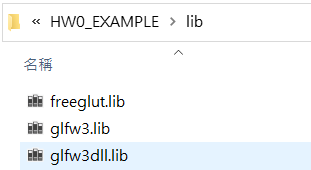 « HW0_EXAMPLE > lib
名稱
freeglut.lib
glfw3.lib
glfw3dll.lib